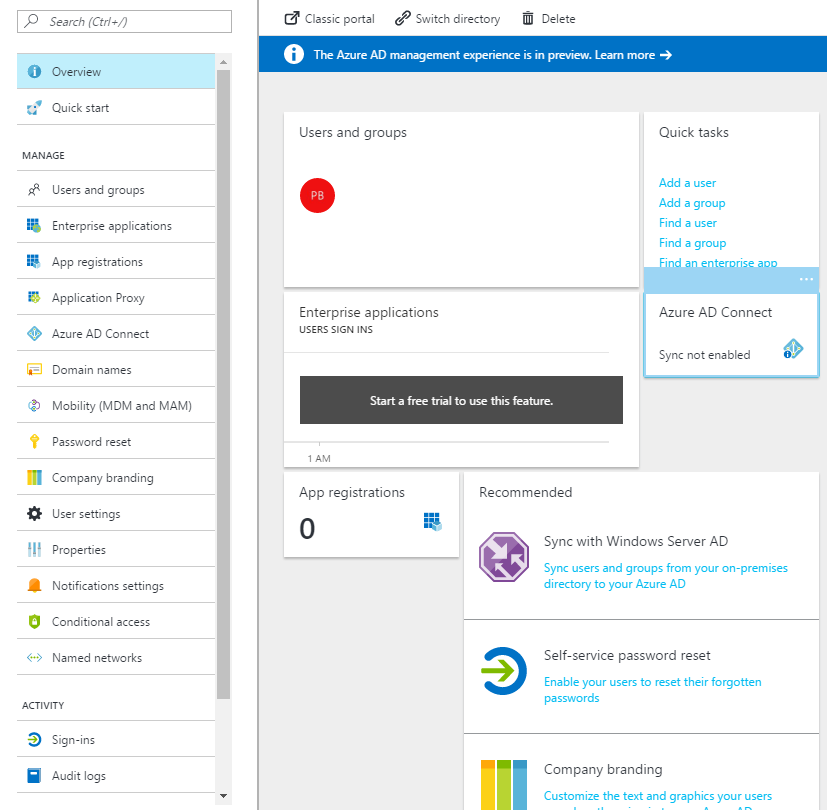 Search (Ctrl+/)
Overview
Quick start
MANAGE
Users and groups
Enterprise applications
App registrations
Application Proxy
Azure AD Connect
Domain names
Mobility (MDM and MAM)
Password reset
Company branding
User settings
Properties
Notifications settings
Conditional access
Named networks
ACTIVITY
Sign-ins
Audit logs
Classic portal
Switch directory
Delete
The Azure AD management experience is in preview. Learn more →
Users and groups
PB
Quick tasks
Add a user
Add a group
Find a user
Find a group
Find an enterprise app
Enterprise applications
USERS SIGN INS
Start a free trial to use this feature.
1 AM
Azure AD Connect
Sync not enabled
App registrations
0
Recommended
Sync with Windows Server AD
Sync users and groups from your on-premises
directory to your Azure AD
Self-service password reset
Enable your users to reset their forgotten
passwords
Company branding
Customize the text and graphics your users